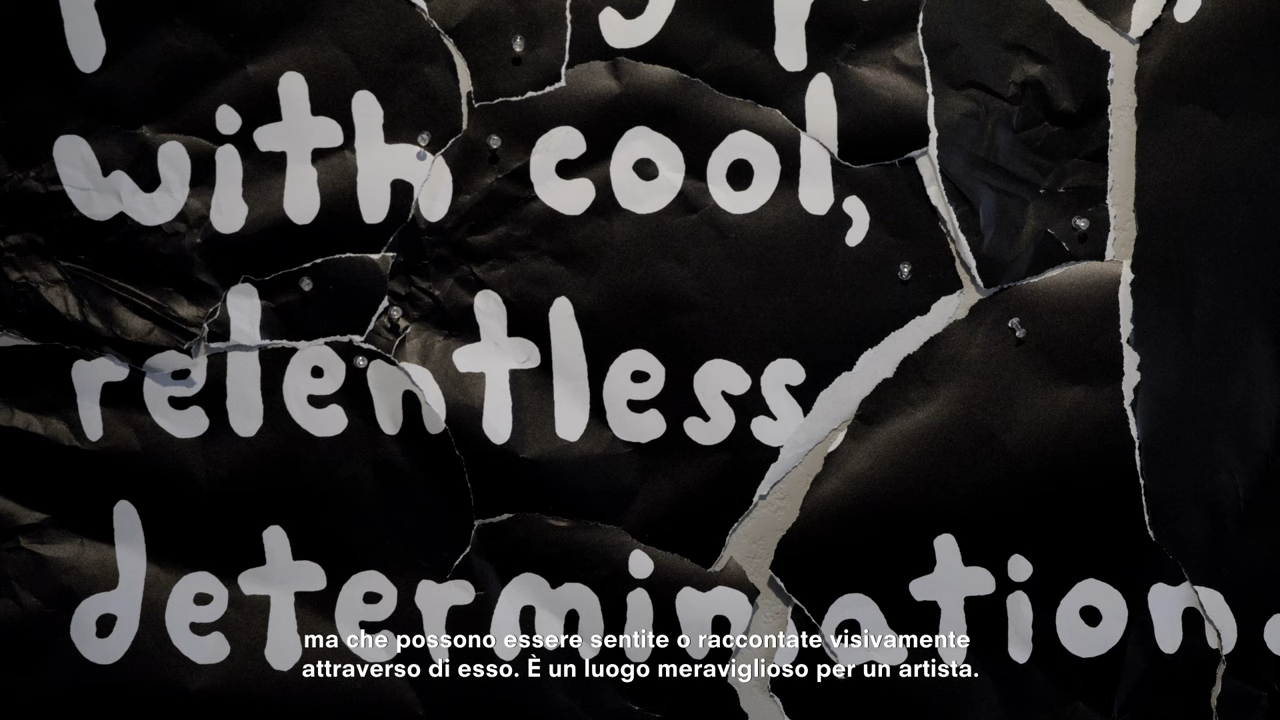 with cool,
relentless
determination.
ma che possono essere sentite o raccontate visivamente
attraverso di esso. È un luogo meraviglioso per un artista.